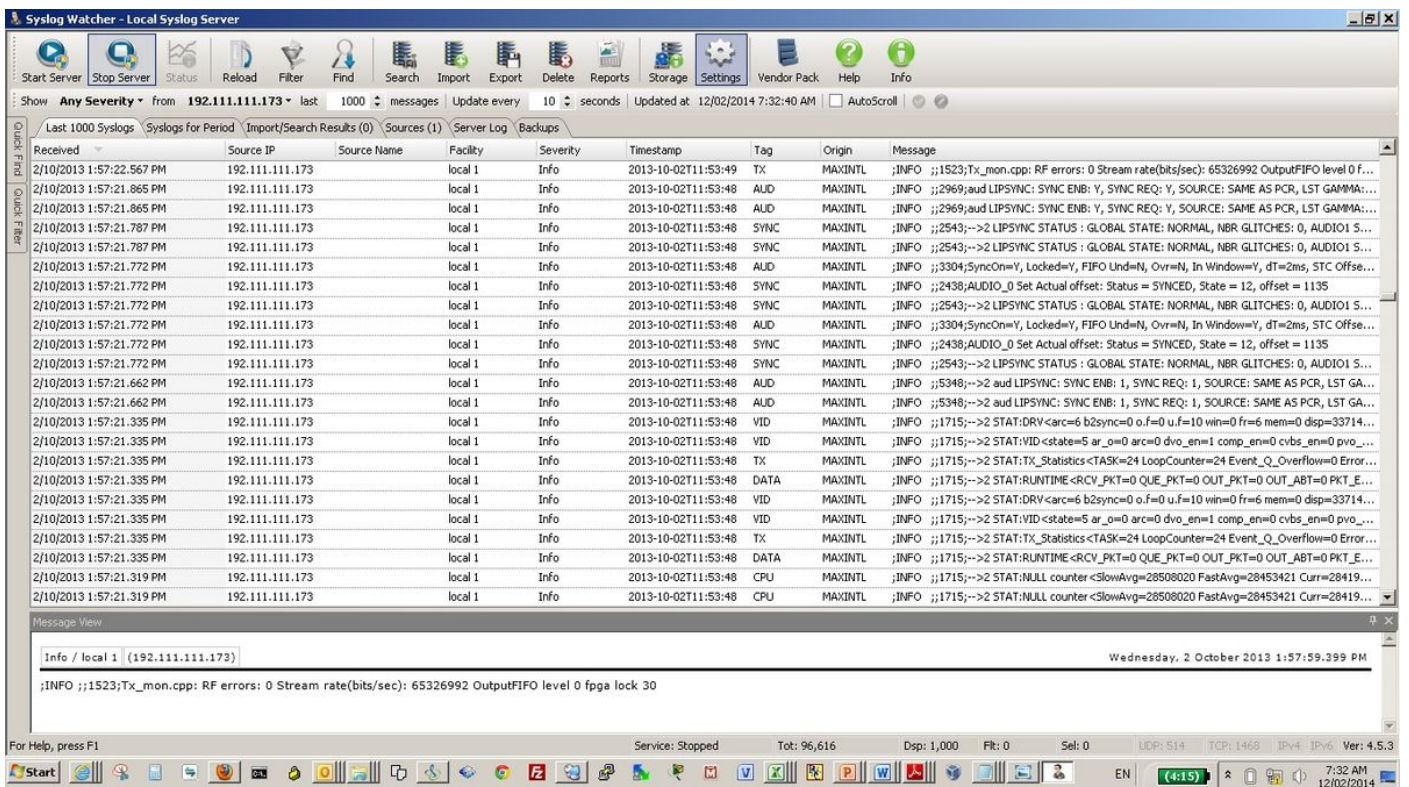 Syslog Watcher - Local Syslog Server
Start Server Stop Server Status Reload Filter Find Search Import Export Delete Reports Storage Settings Vendor Pack Help Info
Show Any Severity from 192.111.111.173 last 1000 messages Update every 10 seconds Updated at 12/02/2014 7:32:40 AM AutoScroll
Quick Find
Quick Filter
Last 1000 Syslogs Syslogs for Period Import/Search Results (0) Sources (1) Server Log Backups
Received Source IP Source Name Facility Severity Timestamp Tag Origin Message
2/10/2013 1:57:22.567 PM 192.111.111.173 local 1 Info 2013-10-02T11:53:49 TX MAXINTL ;INFO ;;1523;Tx_mon.cpp: RF errors: 0 Stream rate(bits/sec): 65326992 OutputFIFO level 0 f...
2/10/2013 1:57:21.865 PM 192.111.111.173 local 1 Info 2013-10-02T11:53:48 AUD MAXINTL ;INFO ;;2969;aud LIPSYNC: SYNC ENB: Y, SYNC REQ: Y, SOURCE: SAME AS PCR, LST GAMMA:...
2/10/2013 1:57:21.865 PM 192.111.111.173 local 1 Info 2013-10-02T11:53:48 AUD MAXINTL ;INFO ;;2969;aud LIPSYNC: SYNC ENB: Y, SYNC REQ: Y, SOURCE: SAME AS PCR, LST GAMMA:...
2/10/2013 1:57:21.787 PM 192.111.111.173 local 1 Info 2013-10-02T11:53:48 SYNC MAXINTL ;INFO ;;2543;-->2 LIPSYNC STATUS : GLOBAL STATE: NORMAL, NBR GLITCHES: 0, AUDIO1 S...
2/10/2013 1:57:21.787 PM 192.111.111.173 local 1 Info 2013-10-02T11:53:48 SYNC MAXINTL ;INFO ;;2543;-->2 LIPSYNC STATUS : GLOBAL STATE: NORMAL, NBR GLITCHES: 0, AUDIO1 S...
2/10/2013 1:57:21.772 PM 192.111.111.173 local 1 Info 2013-10-02T11:53:48 AUD MAXINTL ;INFO ;;3304;SyncOn=Y, Locked=Y, FIFO Und=N, Ovr=N, In Window=Y, dT=2ms, STC Offse...
2/10/2013 1:57:21.772 PM 192.111.111.173 local 1 Info 2013-10-02T11:53:48 SYNC MAXINTL ;INFO ;;2438;AUDIO_0 Set Actual offset: Status = SYNCED, State = 12, offset = 1135
2/10/2013 1:57:21.772 PM 192.111.111.173 local 1 Info 2013-10-02T11:53:48 SYNC MAXINTL ;INFO ;;2543;-->2 LIPSYNC STATUS : GLOBAL STATE: NORMAL, NBR GLITCHES: 0, AUDIO1 S...
2/10/2013 1:57:21.772 PM 192.111.111.173 local 1 Info 2013-10-02T11:53:48 AUD MAXINTL ;INFO ;;3304;SyncOn=Y, Locked=Y, FIFO Und=N, Ovr=N, In Window=Y, dT=2ms, STC Offse...
2/10/2013 1:57:21.772 PM 192.111.111.173 local 1 Info 2013-10-02T11:53:48 SYNC MAXINTL ;INFO ;;2438;AUDIO_0 Set Actual offset: Status = SYNCED, State = 12, offset = 1135
2/10/2013 1:57:21.772 PM 192.111.111.173 local 1 Info 2013-10-02T11:53:48 SYNC MAXINTL ;INFO ;;2543;-->2 LIPSYNC STATUS : GLOBAL STATE: NORMAL, NBR GLITCHES: 0, AUDIO1 S...
2/10/2013 1:57:21.662 PM 192.111.111.173 local 1 Info 2013-10-02T11:53:48 AUD MAXINTL ;INFO ;;5348;-->2 aud LIPSYNC: SYNC ENB: 1, SYNC REQ: 1, SOURCE: SAME AS PCR, LST GA...
2/10/2013 1:57:21.662 PM 192.111.111.173 local 1 Info 2013-10-02T11:53:48 AUD MAXINTL ;INFO ;;5348;-->2 aud LIPSYNC: SYNC ENB: 1, SYNC REQ: 1, SOURCE: SAME AS PCR, LST GA...
2/10/2013 1:57:21.335 PM 192.111.111.173 local 1 Info 2013-10-02T11:53:48 VID MAXINTL ;INFO ;;1715;-->2 STAT:DRV<arc=6 b2sync=0 o.f=0 u.f=10 win=0 fr=6 mem=0 disp=33714...
2/10/2013 1:57:21.335 PM 192.111.111.173 local 1 Info 2013-10-02T11:53:48 VID MAXINTL ;INFO ;;1715;-->2 STAT:VID<state=5 ar_o=0 arc=0 dvo_en=1 comp_en=0 cvbs_en=0 pvo_...
2/10/2013 1:57:21.335 PM 192.111.111.173 local 1 Info 2013-10-02T11:53:48 TX MAXINTL ;INFO ;;1715;-->2 STAT:TX_Statistics<TASK=24 LoopCounter=24 Event_Q_Overflow=0 Error...
2/10/2013 1:57:21.335 PM 192.111.111.173 local 1 Info 2013-10-02T11:53:48 DATA MAXINTL ;INFO ;;1715;-->2 STAT:RUNTIME<RCV_PKT=0 QUE_PKT=0 OUT_PKT=0 OUT_ABT=0 PKT_E...
2/10/2013 1:57:21.335 PM 192.111.111.173 local 1 Info 2013-10-02T11:53:48 VID MAXINTL ;INFO ;;1715;-->2 STAT:DRV<arc=6 b2sync=0 o.f=0 u.f=10 win=0 fr=6 mem=0 disp=33714...
2/10/2013 1:57:21.335 PM 192.111.111.173 local 1 Info 2013-10-02T11:53:48 VID MAXINTL ;INFO ;;1715;-->2 STAT:VID<state=5 ar_o=0 arc=0 dvo_en=1 comp_en=0 cvbs_en=0 pvo_...
2/10/2013 1:57:21.335 PM 192.111.111.173 local 1 Info 2013-10-02T11:53:48 TX MAXINTL ;INFO ;;1715;-->2 STAT:TX_Statistics<TASK=24 LoopCounter=24 Event_Q_Overflow=0 Error...
2/10/2013 1:57:21.335 PM 192.111.111.173 local 1 Info 2013-10-02T11:53:48 DATA MAXINTL ;INFO ;;1715;-->2 STAT:RUNTIME<RCV_PKT=0 QUE_PKT=0 OUT_PKT=0 OUT_ABT=0 PKT_E...
2/10/2013 1:57:21.319 PM 192.111.111.173 local 1 Info 2013-10-02T11:53:48 CPU MAXINTL ;INFO ;;1715;-->2 STAT:NULL counter<SlowAvg=28508020 FastAvg=28453421 Curr=28419...
2/10/2013 1:57:21.319 PM 192.111.111.173 local 1 Info 2013-10-02T11:53:48 CPU MAXINTL ;INFO ;;1715;-->2 STAT:NULL counter<SlowAvg=28508020 FastAvg=28453421 Curr=28419...
Message View
Info / local 1 (192.111.111.173) Wednesday, 2 October 2013 1:57:59.399 PM
;INFO ;;1523;Tx_mon.cpp: RF errors: 0 Stream rate(bits/sec): 65326992 OutputFIFO level 0 fpga lock 30
For Help, press F1 Service: Stopped Tot: 96,616 Dsp: 1,000 Flt: 0 Sel: 0 UDP: 514 TCP: 1468 IPv4 IPv6 Ver: 4.5.3
Start EN (4:15) 7:32 AM
12/02/2014